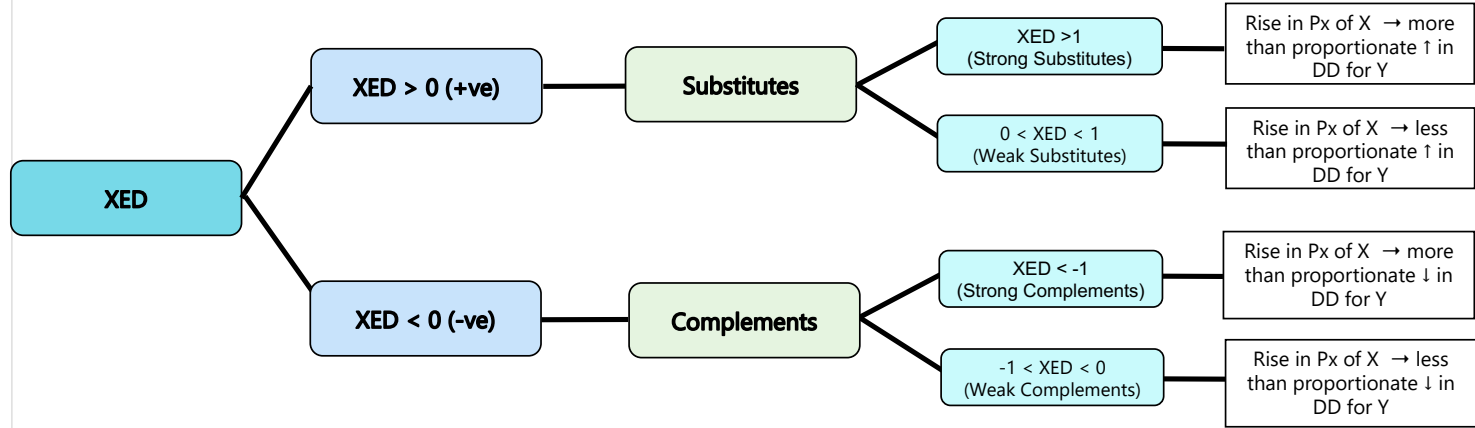 XED
XED > 0 (+ve)
Substitutes
XED >1
(Strong Substitutes)
Rise in Px of X → more
than proportionate ↑ in
DD for Y
0 < XED < 1
(Weak Substitutes)
Rise in Px of X → less
than proportionate ↑ in
DD for Y
XED < 0 (-ve)
Complements
XED < -1
(Strong Complements)
Rise in Px of X → more
than proportionate ↓ in
DD for Y
-1 < XED < 0
(Weak Complements)
Rise in Px of X → less
than proportionate ↓ in
DD for Y